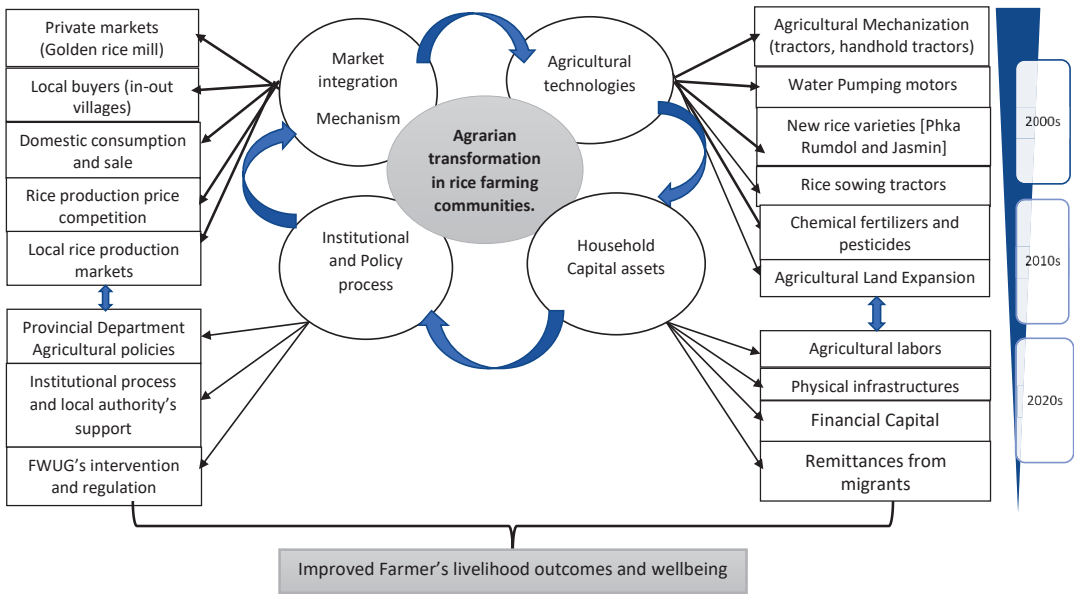 Private markets
(Golden rice mill)
Local buyers (in-out
villages)
Domestic consumption
and sale
Rice production price
competition
Local rice production
markets
Provincial Department
Agricultural policies
Institutional process
and local authority's
support
FWUG's intervention
and regulation
Market
integration
Mechanism
Agricultural
technologies
Agrarian
transformation
in rice farming
communities.
Institutional
and Policy
process
Household
Capital assets
Agricultural Mechanization
(tractors, handhold tractors)
Water Pumping motors
New rice varieties [Phka
Rumdol and Jasmin]
Rice sowing tractors
Chemical fertilizers and
pesticides
Agricultural Land Expansion
Agricultural labors
Physical infrastructures
Financial Capital
Remittances from
migrants
2000s
2010s
2020s
Improved Farmer's livelihood outcomes and wellbeing